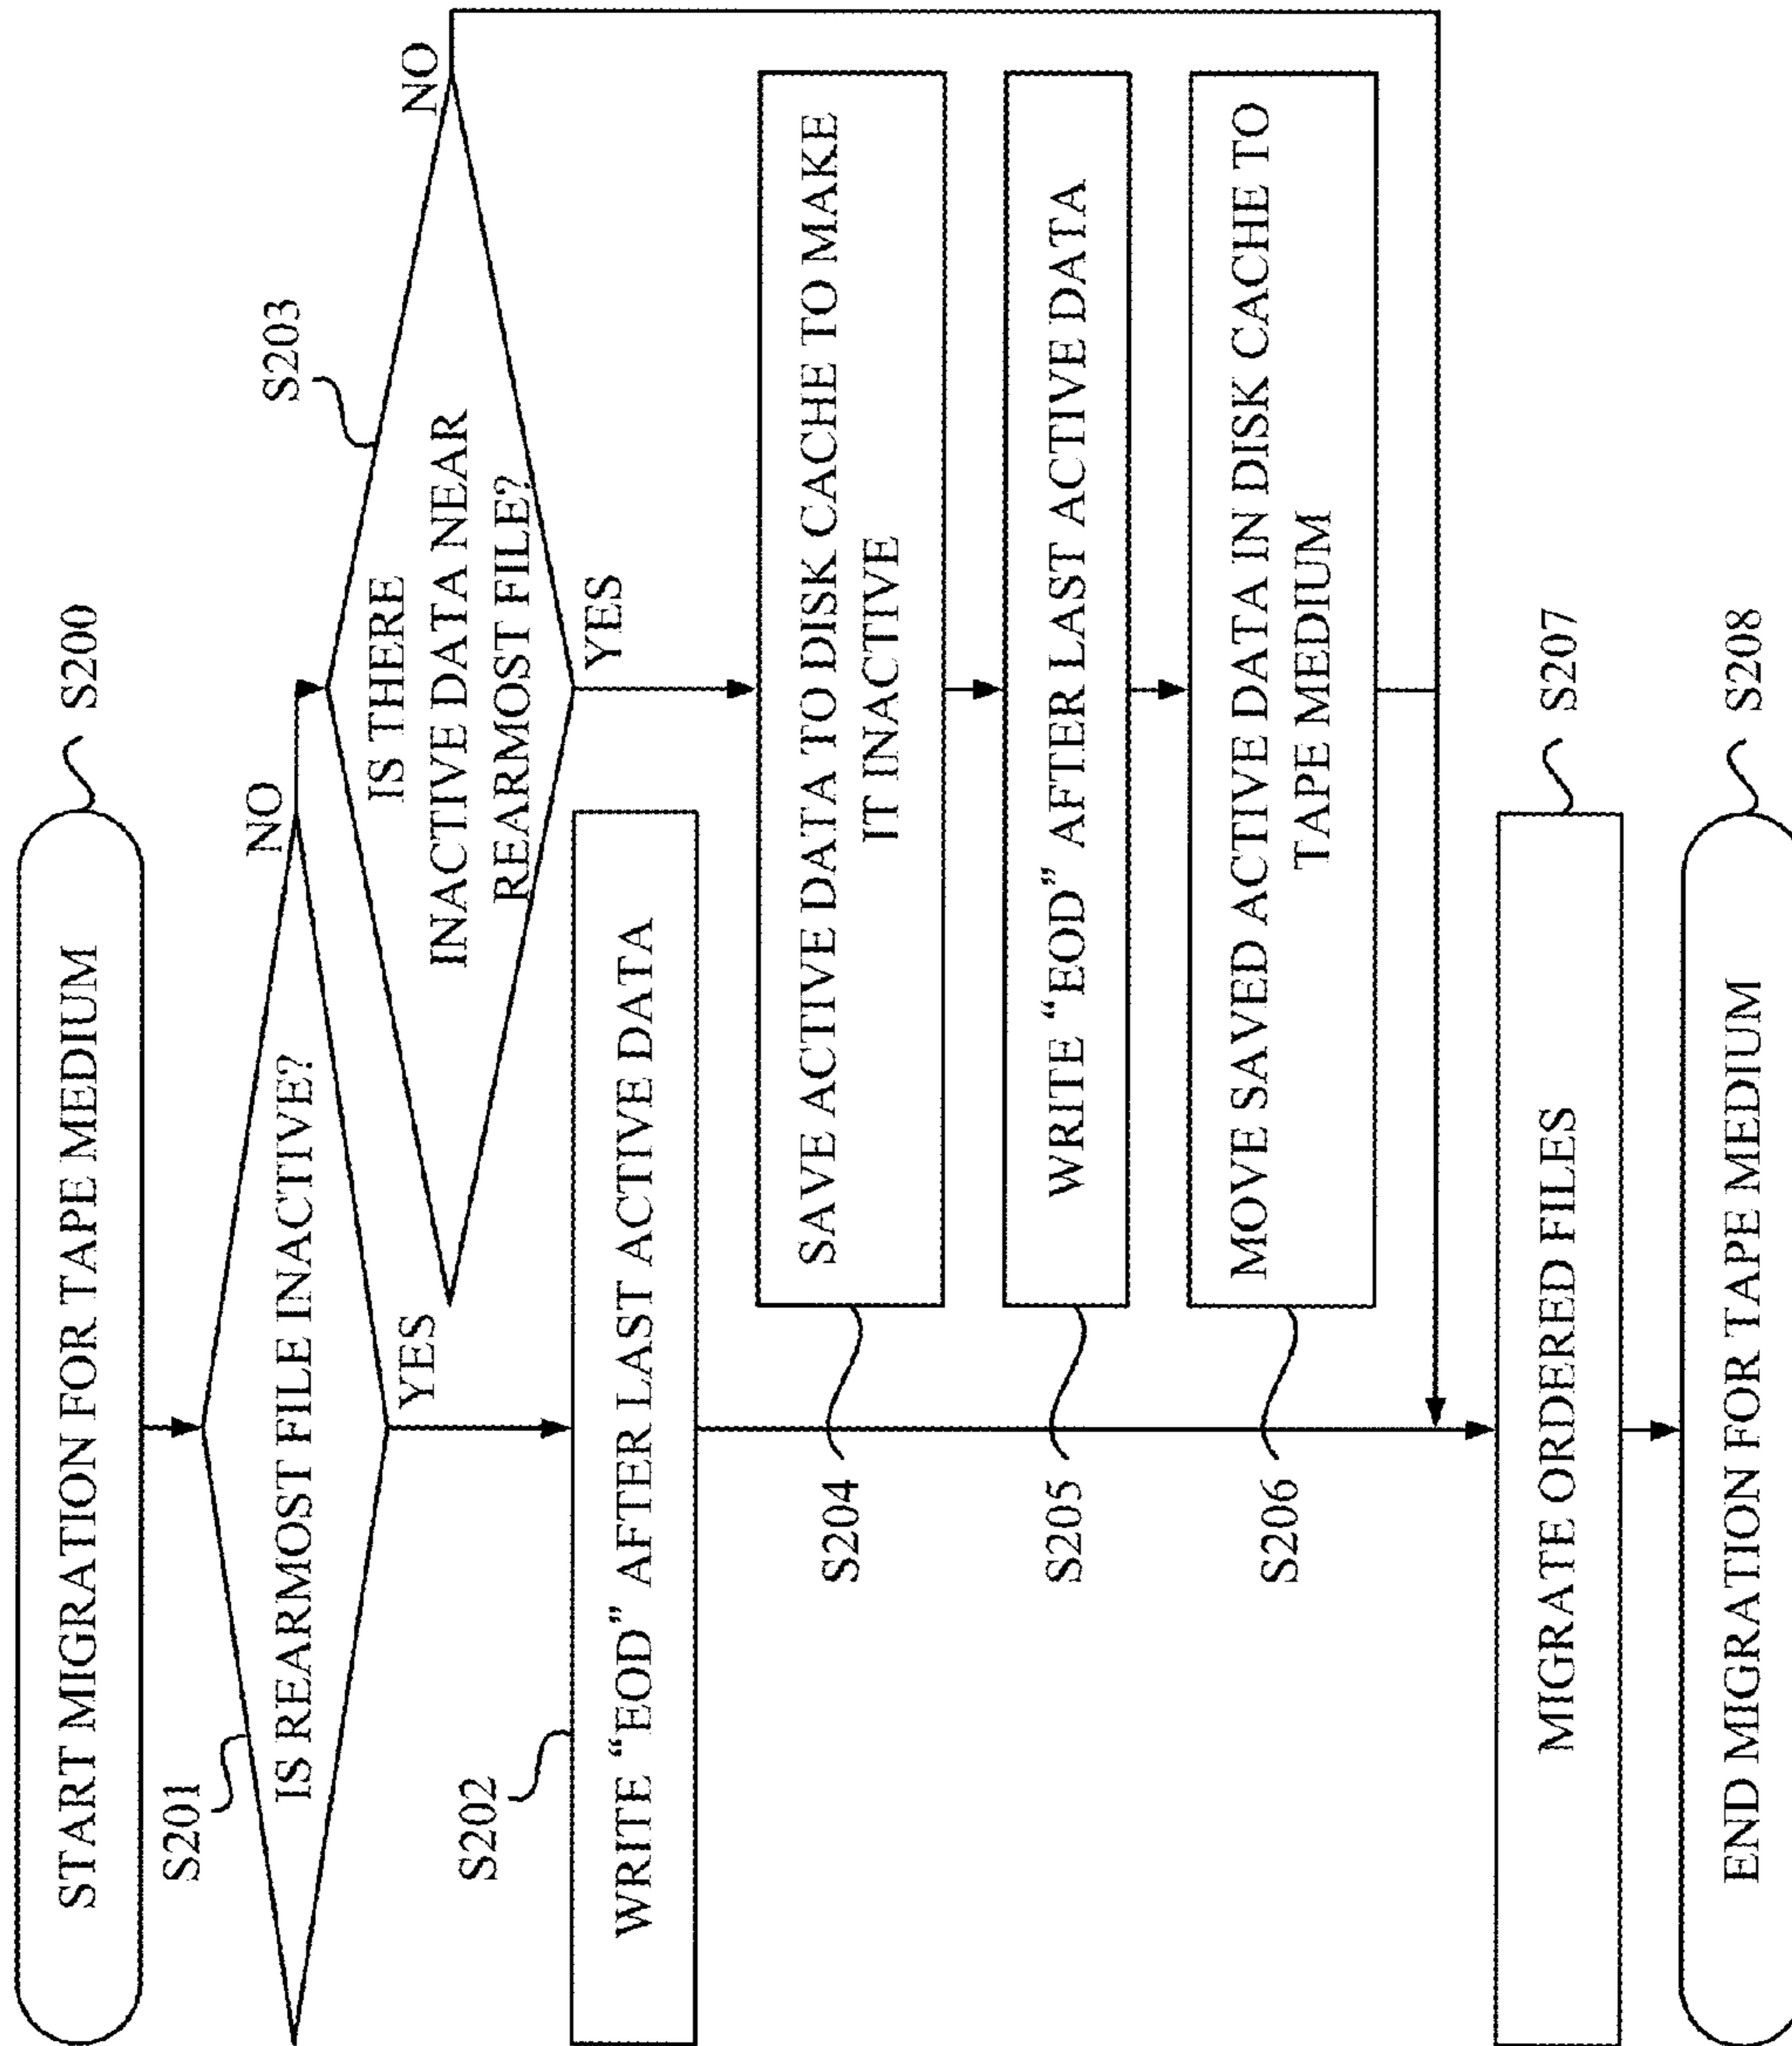 START MIGRATION FOR TAPE MEDIUM
S200
S201
IS REARMOST FILE INACTIVE?
NO
YES
S203
IS THERE
INACTIVE DATA NEAR
REARMOST FILE?
NO
YES
S202
WRITE “EOD” AFTER LAST ACTIVE DATA
S204
SAVE ACTIVE DATA TO DISK CACHE TO MAKE
IT INACTIVE
S205
WRITE “EOD” AFTER LAST ACTIVE DATA
S206
MOVE SAVED ACTIVE DATA IN DISK CACHE TO
TAPE MEDIUM
MIGRATE ORDERED FILES
S207
END MIGRATION FOR TAPE MEDIUM
S208